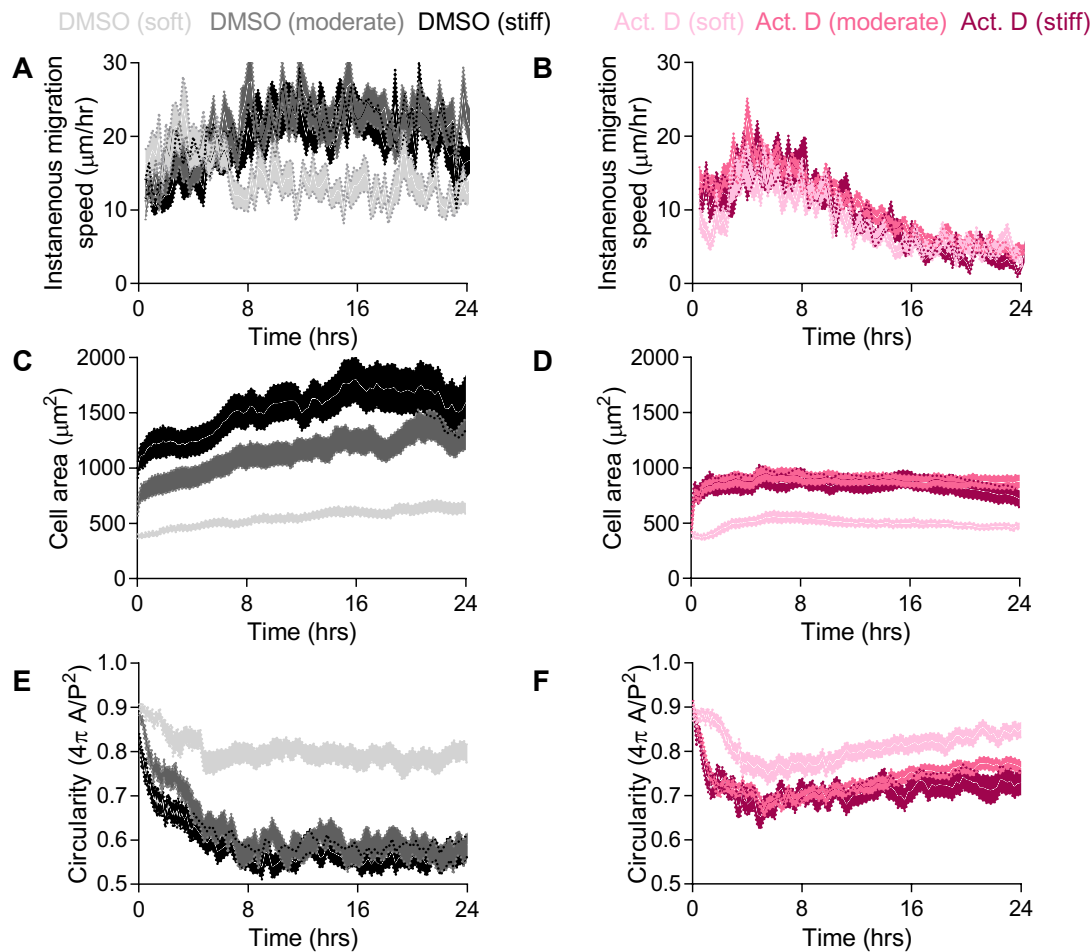 DMSO (soft) DMSO (moderate) DMSO (stiff)
Act. D (soft) Act. D (moderate) Act. D (stiff)
A
Instanenous migration
speed (μm/hr)
30
20
10
0
0 8 16 24
Time (hrs)
B
Instanenous migration
speed (μm/hr)
30
20
10
0
0 8 16 24
Time (hrs)
C
Cell area (μm²)
2000
1500
1000
500
0
0 8 16 24
Time (hrs)
D
Cell area (μm²)
2000
1500
1000
500
0
0 8 16 24
Time (hrs)
E
Circularity (4π A/P²)
1.0
0.9
0.8
0.7
0.6
0.5
0 8 16 24
Time (hrs)
F
Circularity (4π A/P²)
1.0
0.9
0.8
0.7
0.6
0.5
0 8 16 24
Time (hrs)